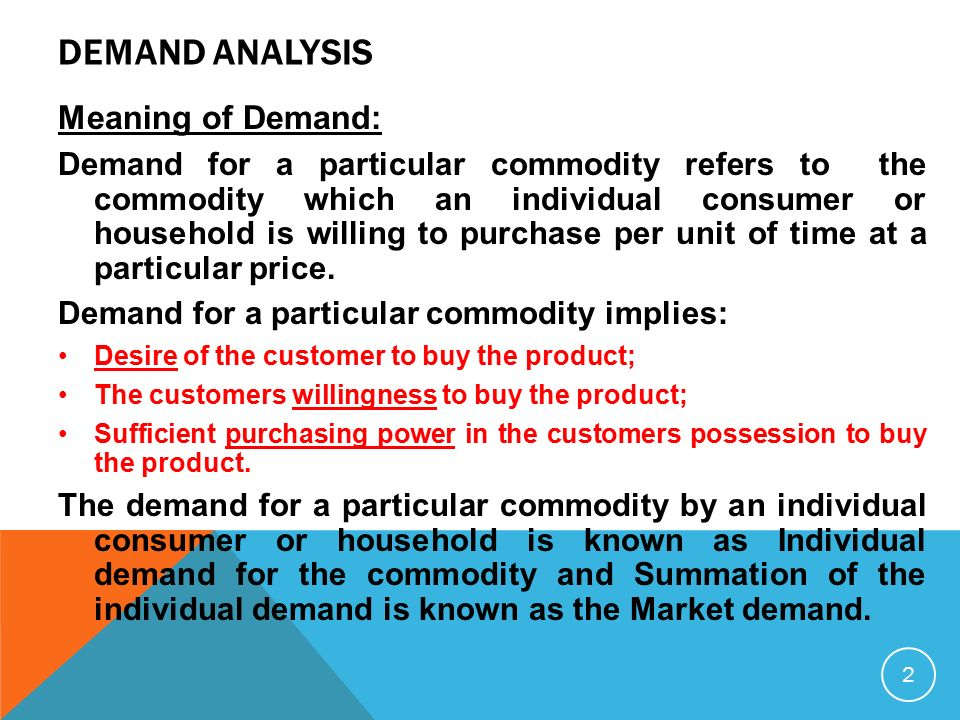 DEMAND ANALYSIS
Meaning of Demand:
Demand for a particular commodity refers to the
commodity which an individual consumer or
household is willing to purchase per unit of time at a
particular price.
Demand for a particular commodity implies:
• Desire of the customer to buy the product;
• The customers willingness to buy the product;
• Sufficient purchasing power in the customers possession to buy
the product.
The demand for a particular commodity by an individual
consumer or household is known as Individual
demand for the commodity and Summation of the
individual demand is known as the Market demand.
2